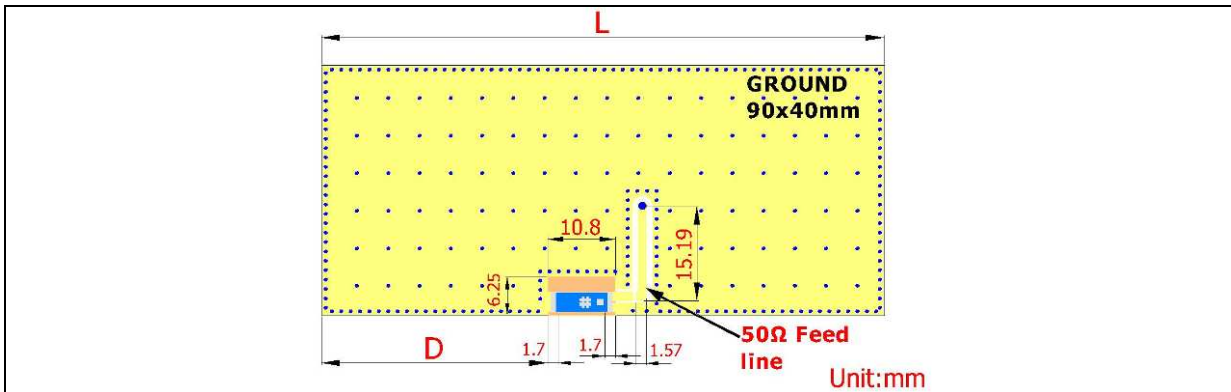 L
GROUND
90x40mm
10.8
15.19
6.25
#
50Ω Feed
line
D
1.7
1.7
1.57
Unit:mm